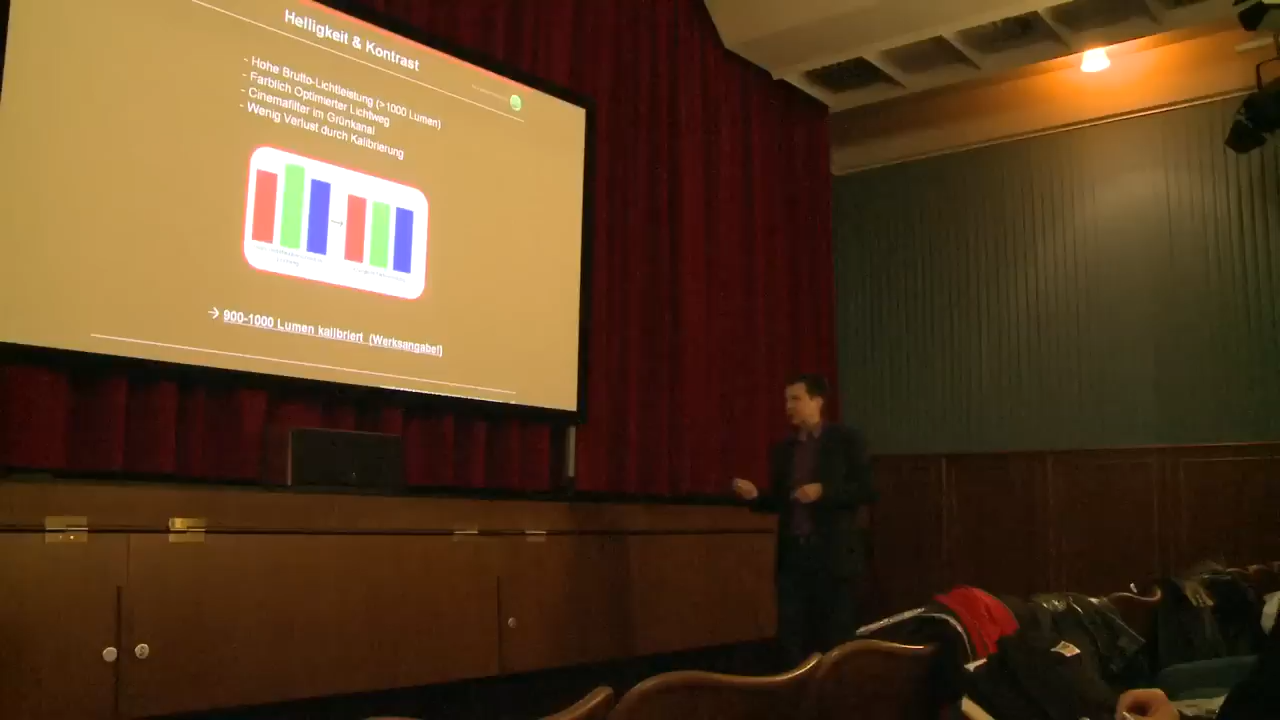 Helligkeit & Kontrast
- Hohe Brutto-Lichtleistung (>1000 Lumen)
- Farblich Optimierter Lichtweg
- Cinemafilter im Grünkanal
- Wenig Verlust durch Kalibrierung
→ 900-1000 Lumen kalibriert (Werksangabe!)